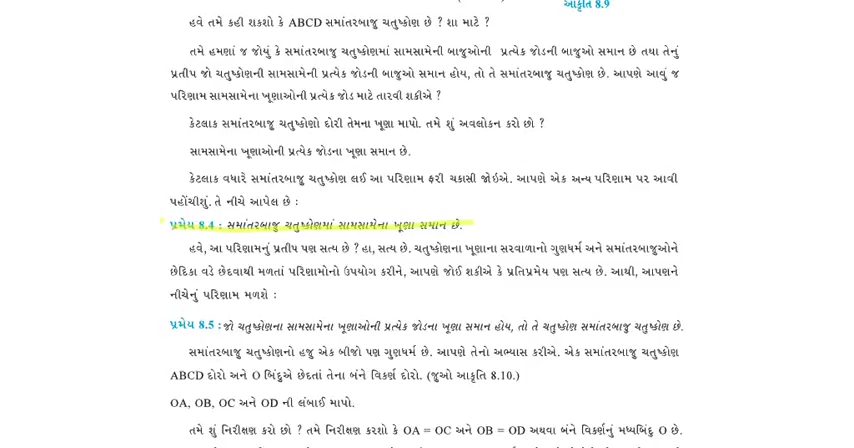 આકૃતિ 8.9
હવે તમે કહી શકશો કે ABCD સમાંતરબાજુ ચતુષ્કોણ છે ? શા માટે ?
તમે હમણાં જ જોયું કે સમાંતરબાજુ ચતુષ્કોણમાં સામસામેની બાજુઓની પ્રત્યેક જોડની બાજુઓ સમાન છે તથા તેનું
પ્રતીપ જો ચતુષ્કોણની સામસામેની પ્રત્યેક જોડની બાજુઓ સમાન હોય, તો તે સમાંતરબાજુ ચતુષ્કોણ છે. આપણે આવું જ
પરિણામ સામસામેના ખૂણાઓની પ્રત્યેક જોડ માટે તારવી શકીએ ?
કેટલાક સમાંતરબાજુ ચતુષ્કોણો દોરી તેમના ખૂણા માપો. તમે શું અવલોકન કરો છો ?
સામસામેના ખૂણાઓની પ્રત્યેક જોડના ખૂણા સમાન છે.
કેટલાક વધારે સમાંતરબાજુ ચતુષ્કોણ લઈ આ પરિણામ ફરી ચકાસી જોઇએ. આપણે એક અન્ય પરિણામ પર આવી
પહોંચીશું. તે નીચે આપેલ છે :
પ્રમેય 8.4 : સમાંતરબાજુ ચતુષ્કોણમાં સામસામેના ખૂણા સમાન છે.
હવે, આ પરિણામનું પ્રતીપ પણ સત્ય છે ? હા, સત્ય છે. ચતુષ્કોણના ખૂણાના સરવાળાનો ગુણધર્મ અને સમાંતરબાજુઓને
છેદિકા વડે છેદવાથી મળતાં પરિણામોનો ઉપયોગ કરીને, આપણે જોઈ શકીએ કે પ્રતિપ્રમેય પણ સત્ય છે. આથી, આપણને
નીચેનું પરિણામ મળશે :
પ્રમેય 8.5 : જો ચતુષ્કોણના સામસામેના ખૂણાઓની પ્રત્યેક જોડના ખૂણા સમાન હોય, તો તે ચતુષ્કોણ સમાંતરબાજુ ચતુષ્કોણ છે.
સમાંતરબાજુ ચતુષ્કોણનો હજુ એક બીજો પણ ગુણધર્મ છે. આપણે તેનો અભ્યાસ કરીએ. એક સમાંતરબાજુ ચતુષ્કોણ
ABCD દોરો અને O બિંદુએ છેદતાં તેના બંને વિકર્ણ દોરો. (જુઓ આકૃતિ 8.10.)
OA, OB, OC અને OD ની લંબાઈ માપો.
તમે શું નિરીક્ષણ કરો છો ? તમે નિરીક્ષણ કરશો કે OA = OC અને OB = OD અથવા બંને વિકર્ણનું મધ્યબિંદુ O છે.